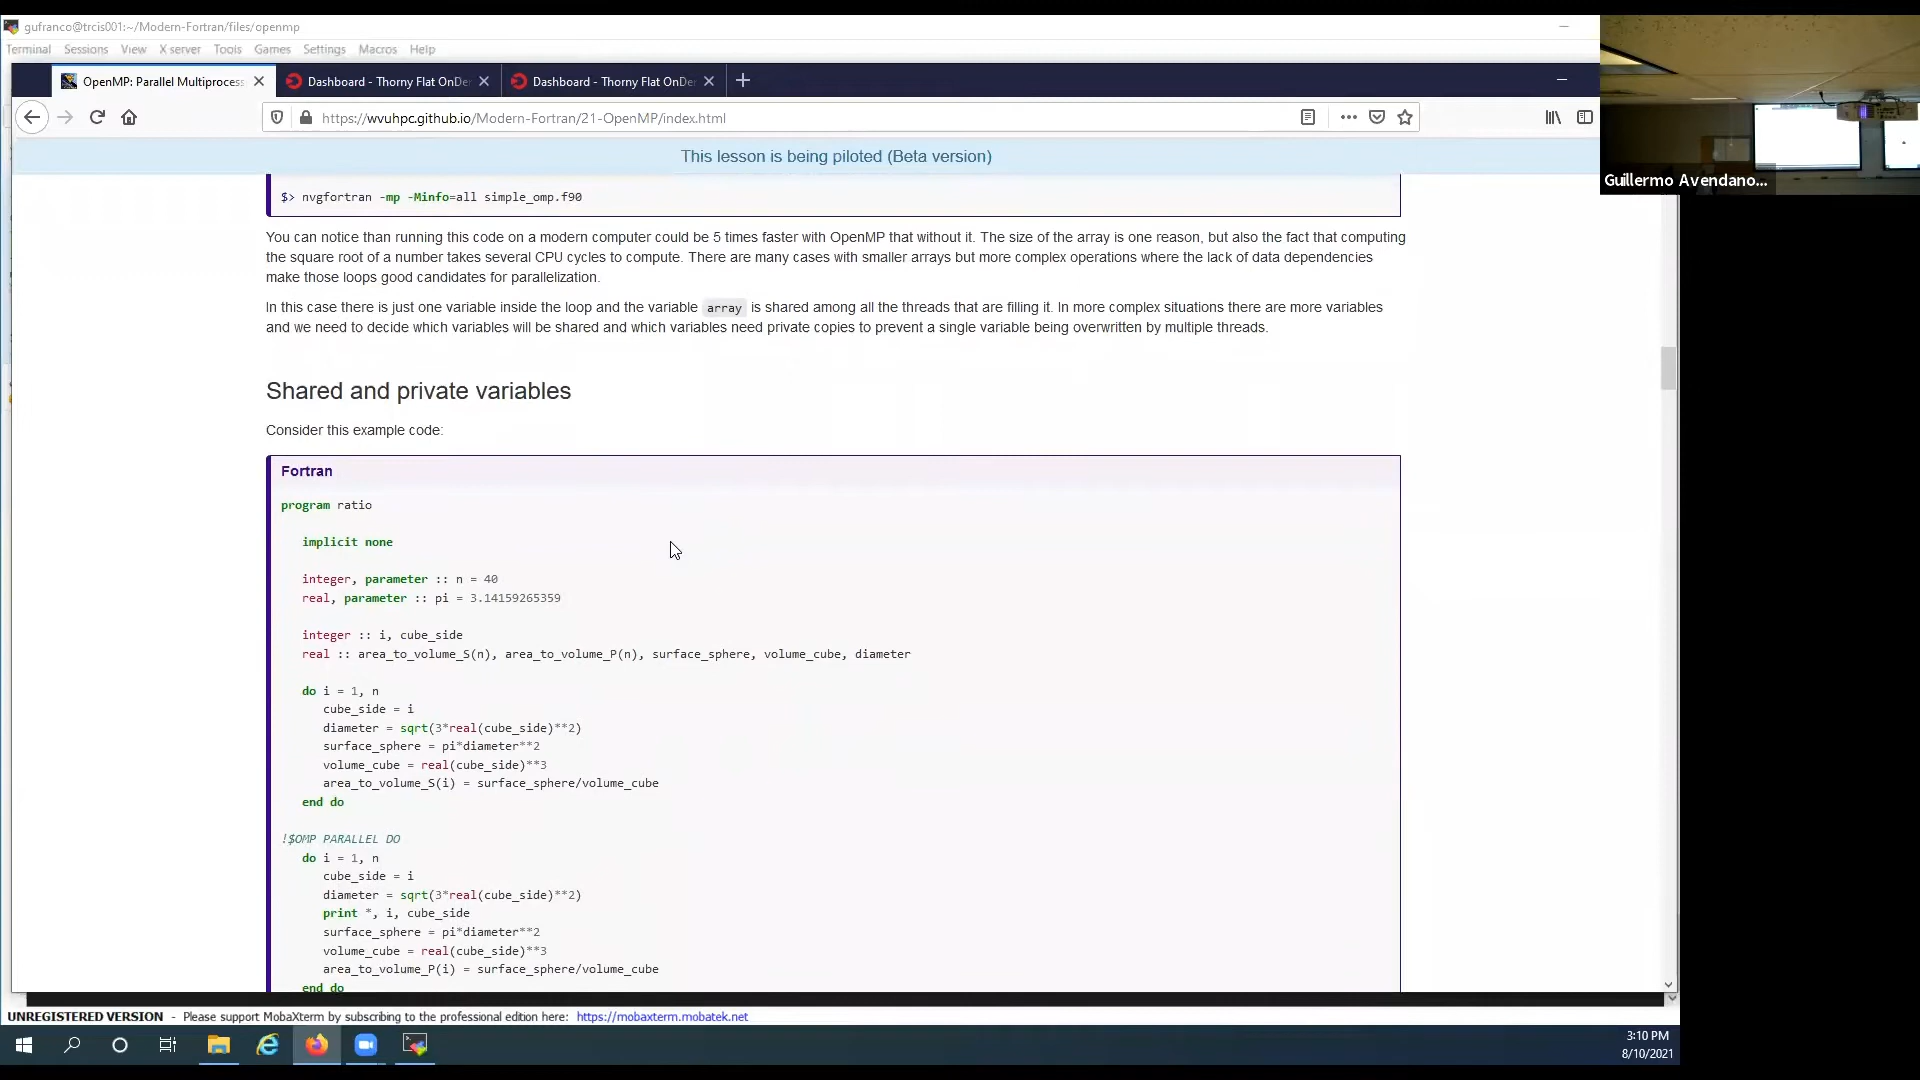 gufranco@trcis001:~/Modern-Fortran/files/openmp
Terminal Sessions View X server Tools Games Settings Macros Help
OpenMP: Parallel Multiprocess Dashboard - Thorny Flat OnDe Dashboard - Thorny Flat OnDe
https://wvuhpc.github.io/Modern-Fortran/21-OpenMP/index.html
This lesson is being piloted (Beta version)
Guillermo Avendano...
$> nvgfortran -mp -Minfo=all simple_omp.f90
You can notice than running this code on a modern computer could be 5 times faster with OpenMP that without it. The size of the array is one reason, but also the fact that computing
the square root of a number takes several CPU cycles to compute. There are many cases with smaller arrays but more complex operations where the lack of data dependencies
make those loops good candidates for parallelization.
In this case there is just one variable inside the loop and the variable array is shared among all the threads that are filling it. In more complex situations there are more variables
and we need to decide which variables will be shared and which variables need private copies to prevent a single variable being overwritten by multiple threads.
Shared and private variables
Consider this example code:
Fortran
program ratio
implicit none
integer, parameter :: n = 40
real, parameter :: pi = 3.14159265359
integer :: i, cube_side
real :: area_to_volume_S(n), area_to_volume_P(n), surface_sphere, volume_cube, diameter
do i = 1, n
cube_side = i
diameter = sqrt(3*real(cube_side)**2)
surface_sphere = pi*diameter**2
volume_cube = real(cube_side)**3
area_to_volume_S(i) = surface_sphere/volume_cube
end do
!$OMP PARALLEL DO
do i = 1, n
cube_side = i
diameter = sqrt(3*real(cube_side)**2)
print *, i, cube_side
surface_sphere = pi*diameter**2
volume_cube = real(cube_side)**3
area_to_volume_P(i) = surface_sphere/volume_cube
end do
UNREGISTERED VERSION - Please support MobaXterm by subscribing to the professional edition here: https://mobaxterm.mobatek.net
3:10 PM
8/10/2021